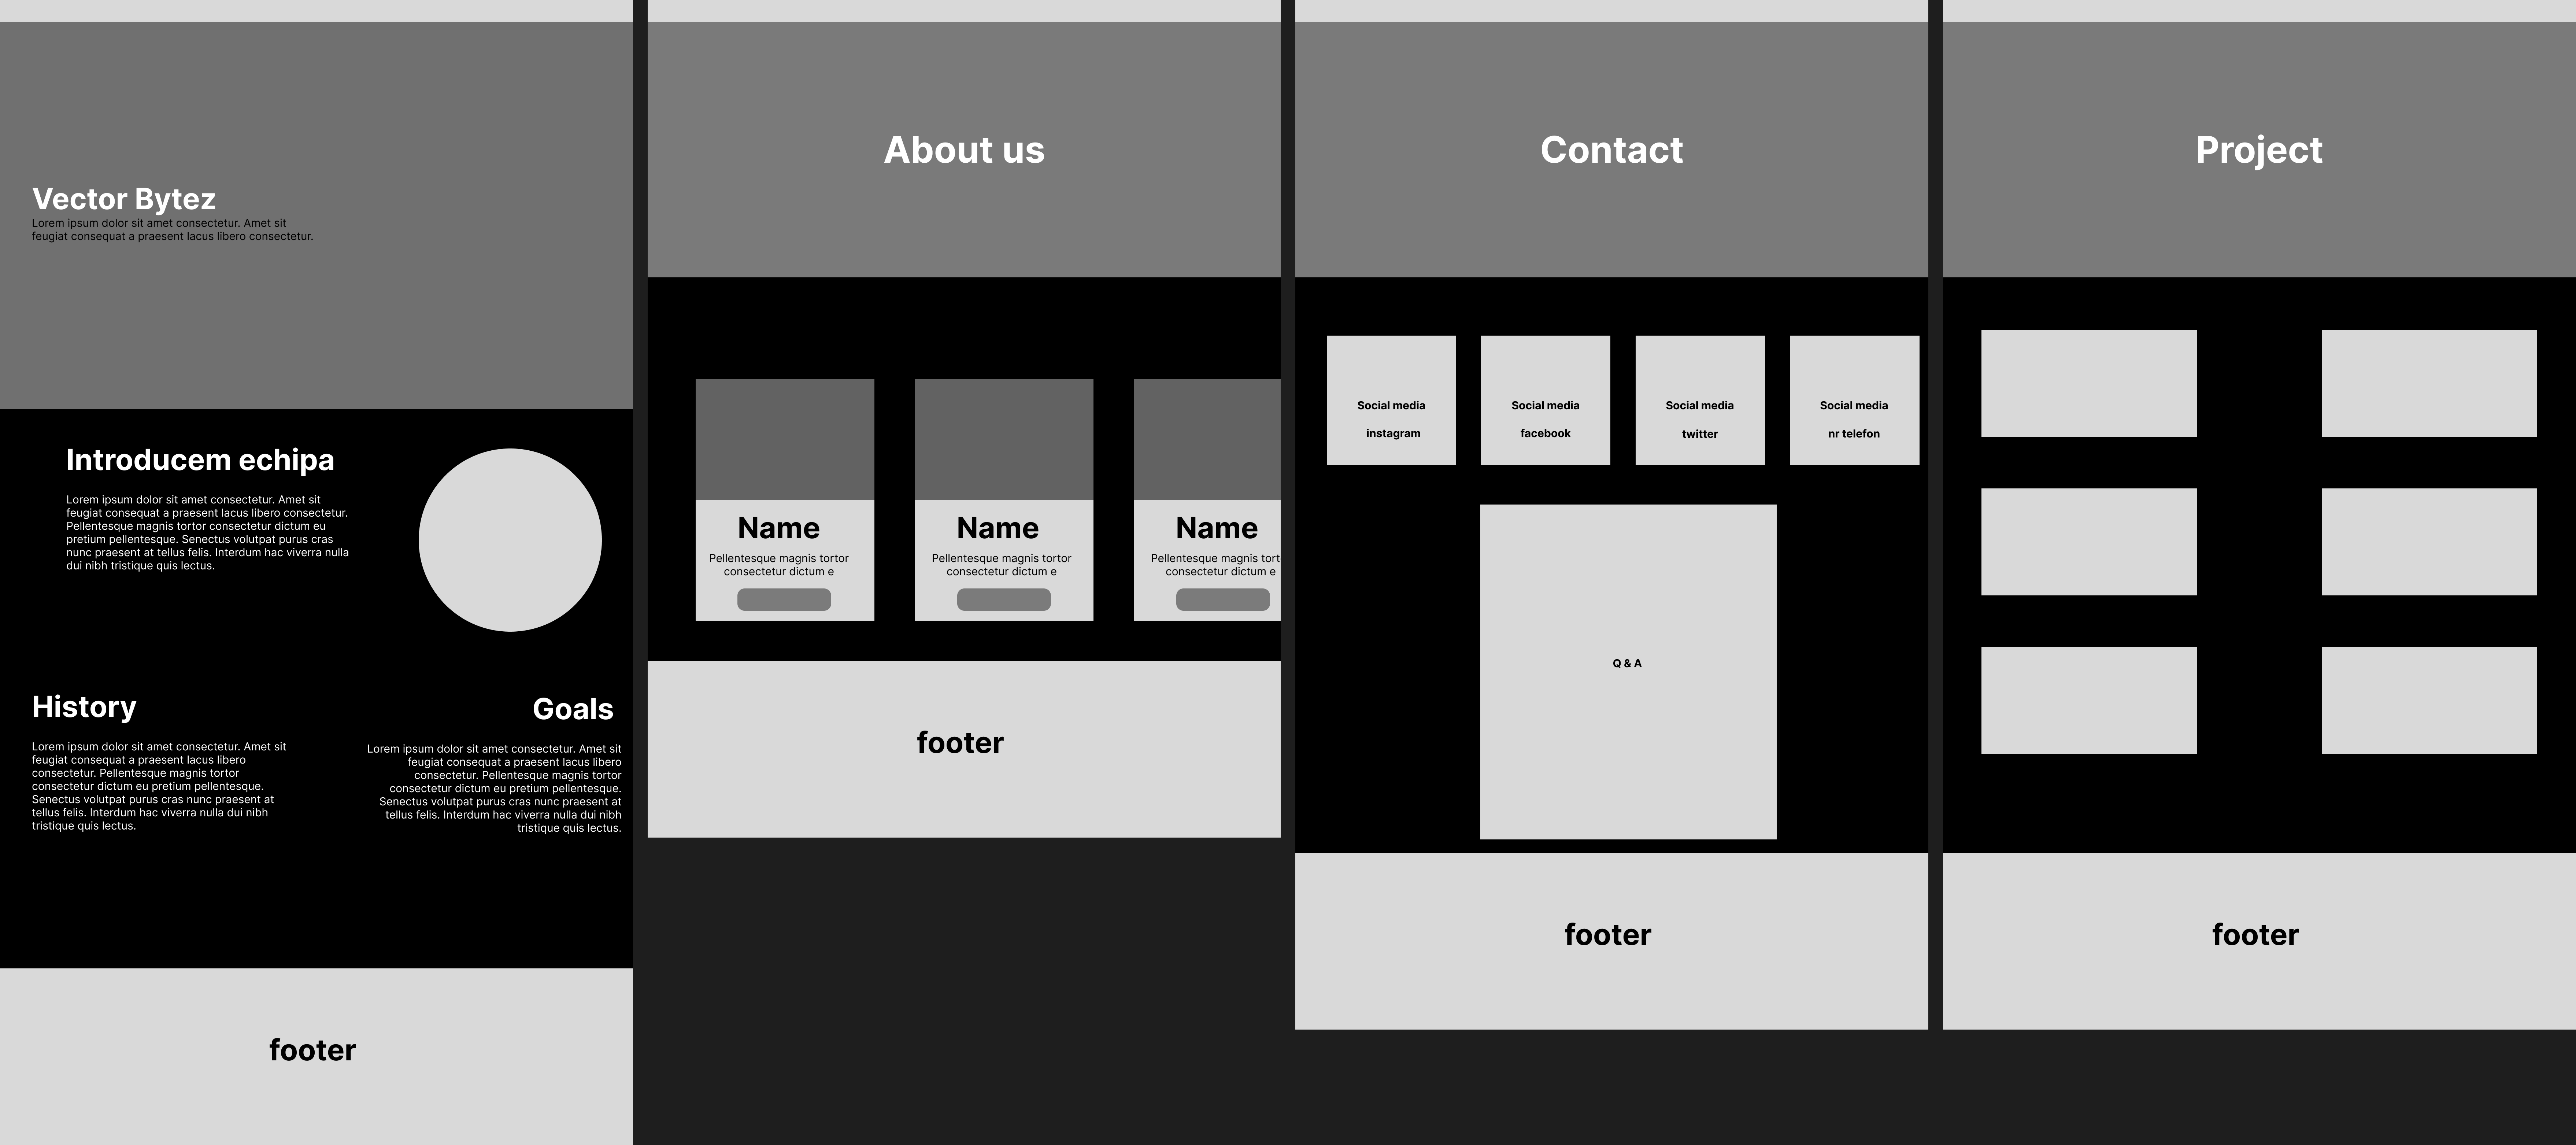 Vector Bytez
Lorem ipsum dolor sit amet consectetur. Amet sit
feugiat consequat a praesent lacus libero consectetur.
Introducem echipa
Lorem ipsum dolor sit amet consectetur. Amet sit
feugiat consequat a praesent lacus libero consectetur.
Pellentesque magnis tortor consectetur dictum eu
pretium pellentesque. Senectus volutpat purus cras
nunc praesent at tellus felis. Interdum hac viverra nulla
dui nibh tristique quis lectus.
History
Lorem ipsum dolor sit amet consectetur. Amet sit
feugiat consequat a praesent lacus libero
consectetur. Pellentesque magnis tortor
consectetur dictum eu pretium pellentesque.
Senectus volutpat purus cras nunc praesent at
tellus felis. Interdum hac viverra nulla dui nibh
tristique quis lectus.
Goals
Lorem ipsum dolor sit amet consectetur. Amet sit
feugiat consequat a praesent lacus libero
consectetur. Pellentesque magnis tortor
consectetur dictum eu pretium pellentesque.
Senectus volutpat purus cras nunc praesent at
tellus felis. Interdum hac viverra nulla dui nibh
tristique quis lectus.
footer
About us
Name
Pellentesque magnis tortor
consectetur dictum e
Name
Pellentesque magnis tortor
consectetur dictum e
Name
Pellentesque magnis tort
consectetur dictum e
footer
Contact
Social media
instagram
Social media
facebook
Social media
twitter
Social media
nr telefon
Q & A
footer
Project
footer